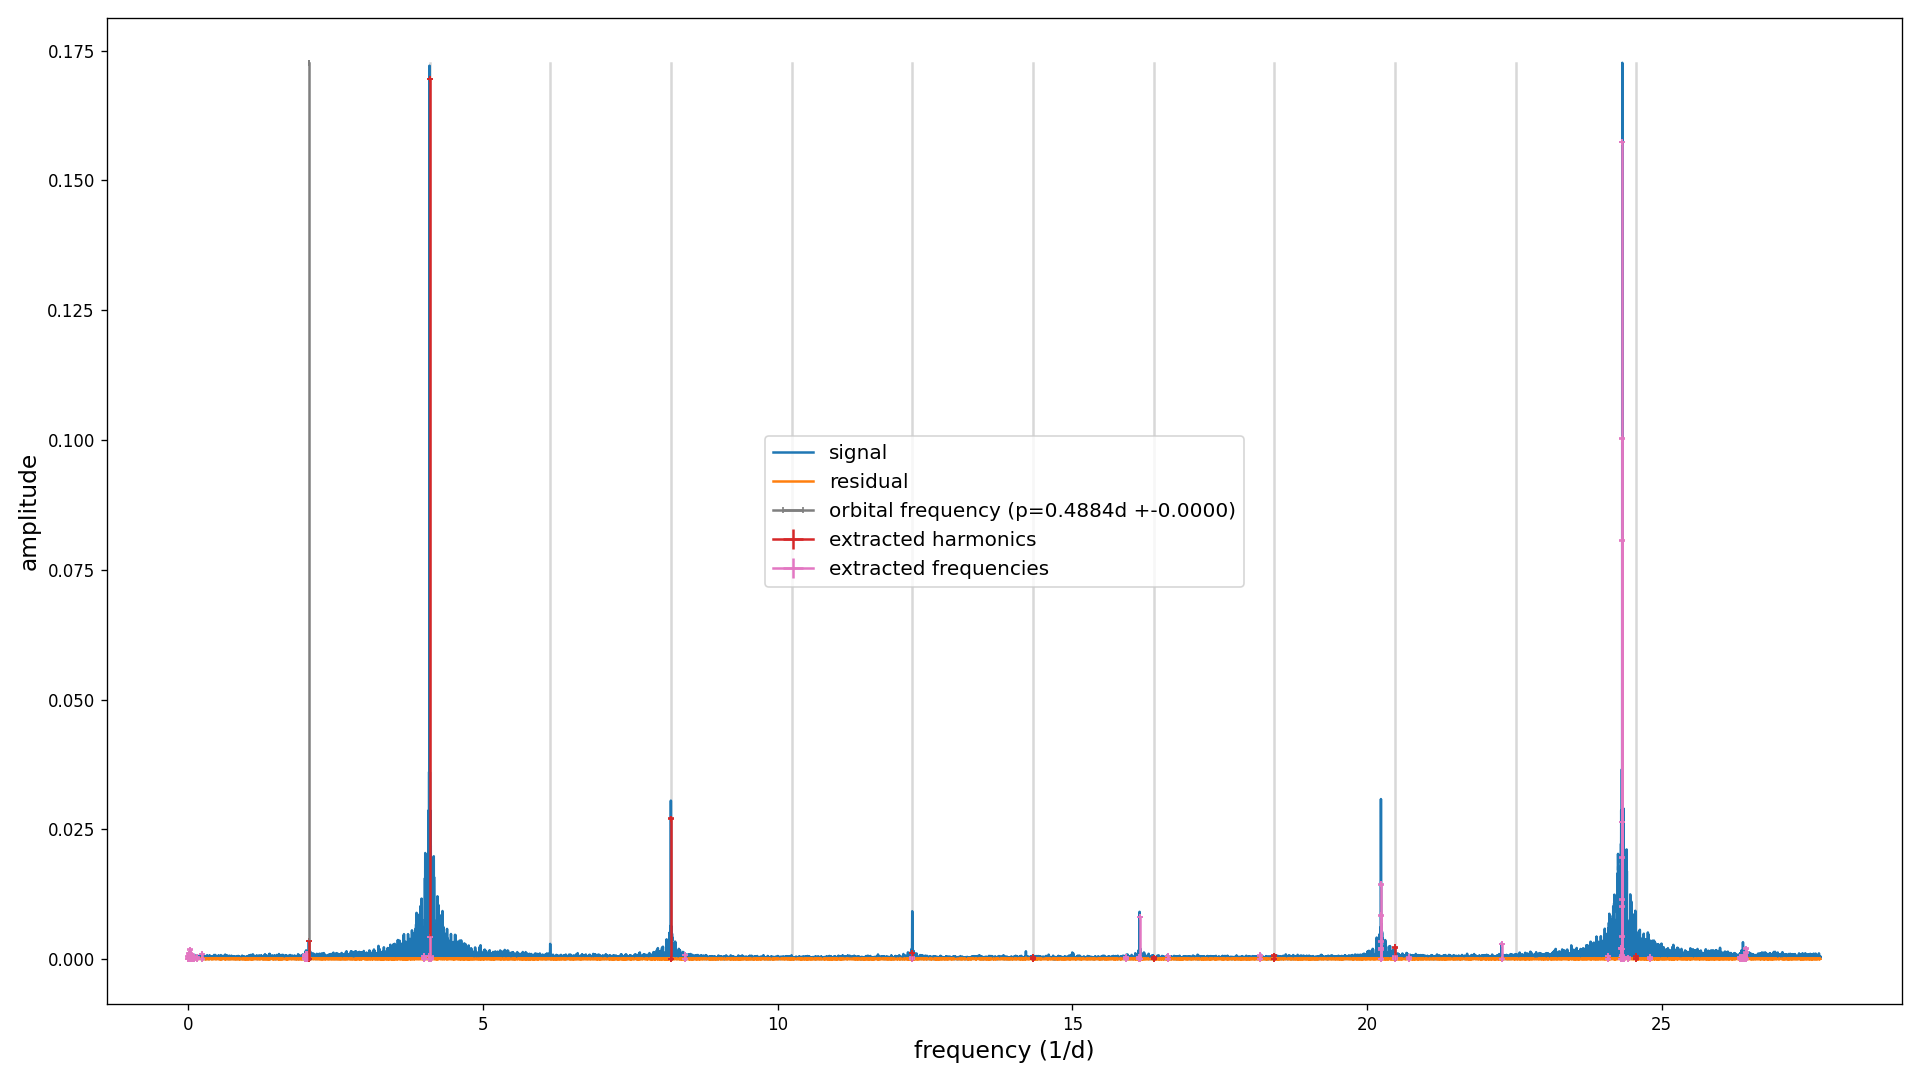 0.175
0.150
0.125
0.100
0.075
0.050
0.025
0.000
amplitude
signal
residual
orbital frequency (p=0.4884d +-0.0000)
extracted harmonics
extracted frequencies
0 5 10 15 20 25
frequency (1/d)